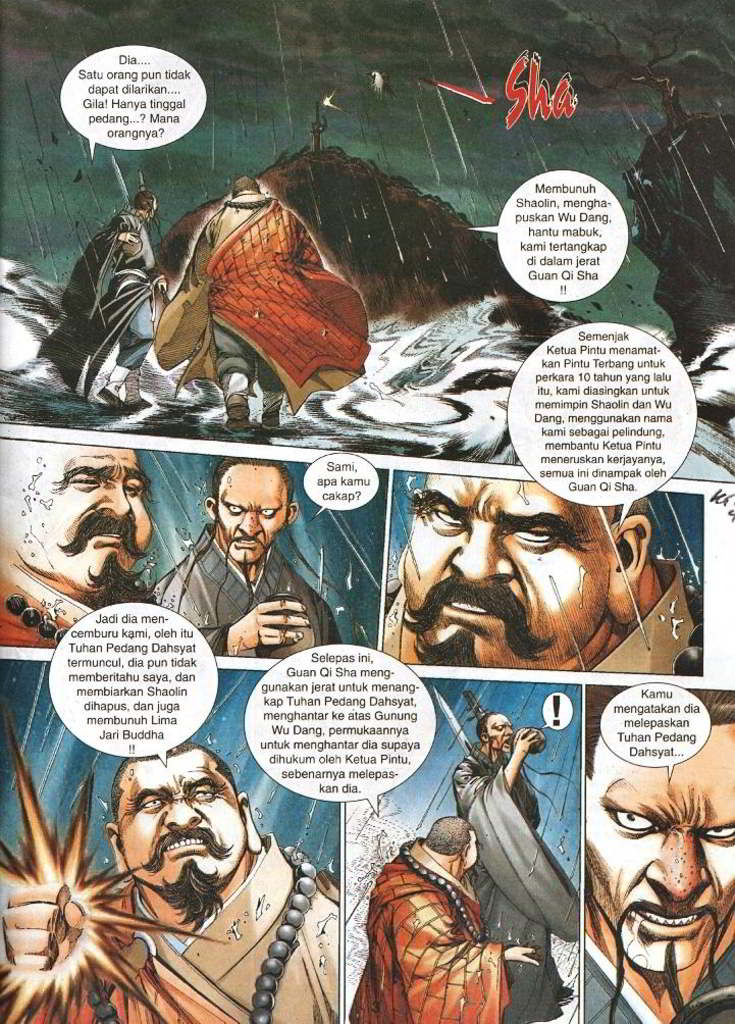 Dia....
Satu orang pun tidak
dapat dilarikan....
Gila! Hanya tinggal
pedang...? Mana
orangnya?
Sha
Membunuh
Shaolin, mengha-
puskan Wu Dang,
hantu mabuk,
kami tertangkap
di dalam jerat
Guan Qi Sha
!!
Semenjak
Ketua Pintu menamat-
kan Pintu Terbang untuk
perkara 10 tahun yang lalu
itu, kami diasingkan untuk
memimpin Shaolin dan Wu
Dang, menggunakan nama
kami sebagai pelindung,
membantu Ketua Pintu
meneruskan kerjayanya,
semua ini dinampak oleh
Guan Qi Sha.
Sami,
apa kamu
cakap?
Jadi dia men-
cemburu kami, oleh itu
Tuhan Pedang Dahsyat
termuncul, dia pun tidak
memberitahu saya, dan
membiarkan Shaolin
dihapus, dan juga
membunuh Lima
Jari Buddha
!!
Selepas ini,
Guan Qi Sha meng-
gunakan jerat untuk menang-
kap Tuhan Pedang Dahsyat,
menghantar ke atas Gunung
Wu Dang, permukaannya
untuk menghantar dia supaya
dihukum oleh Ketua Pintu,
sebenarnya melepas-
kan dia.
!
Kamu
mengatakan dia
melepaskan
Tuhan Pedang
Dahsyat...